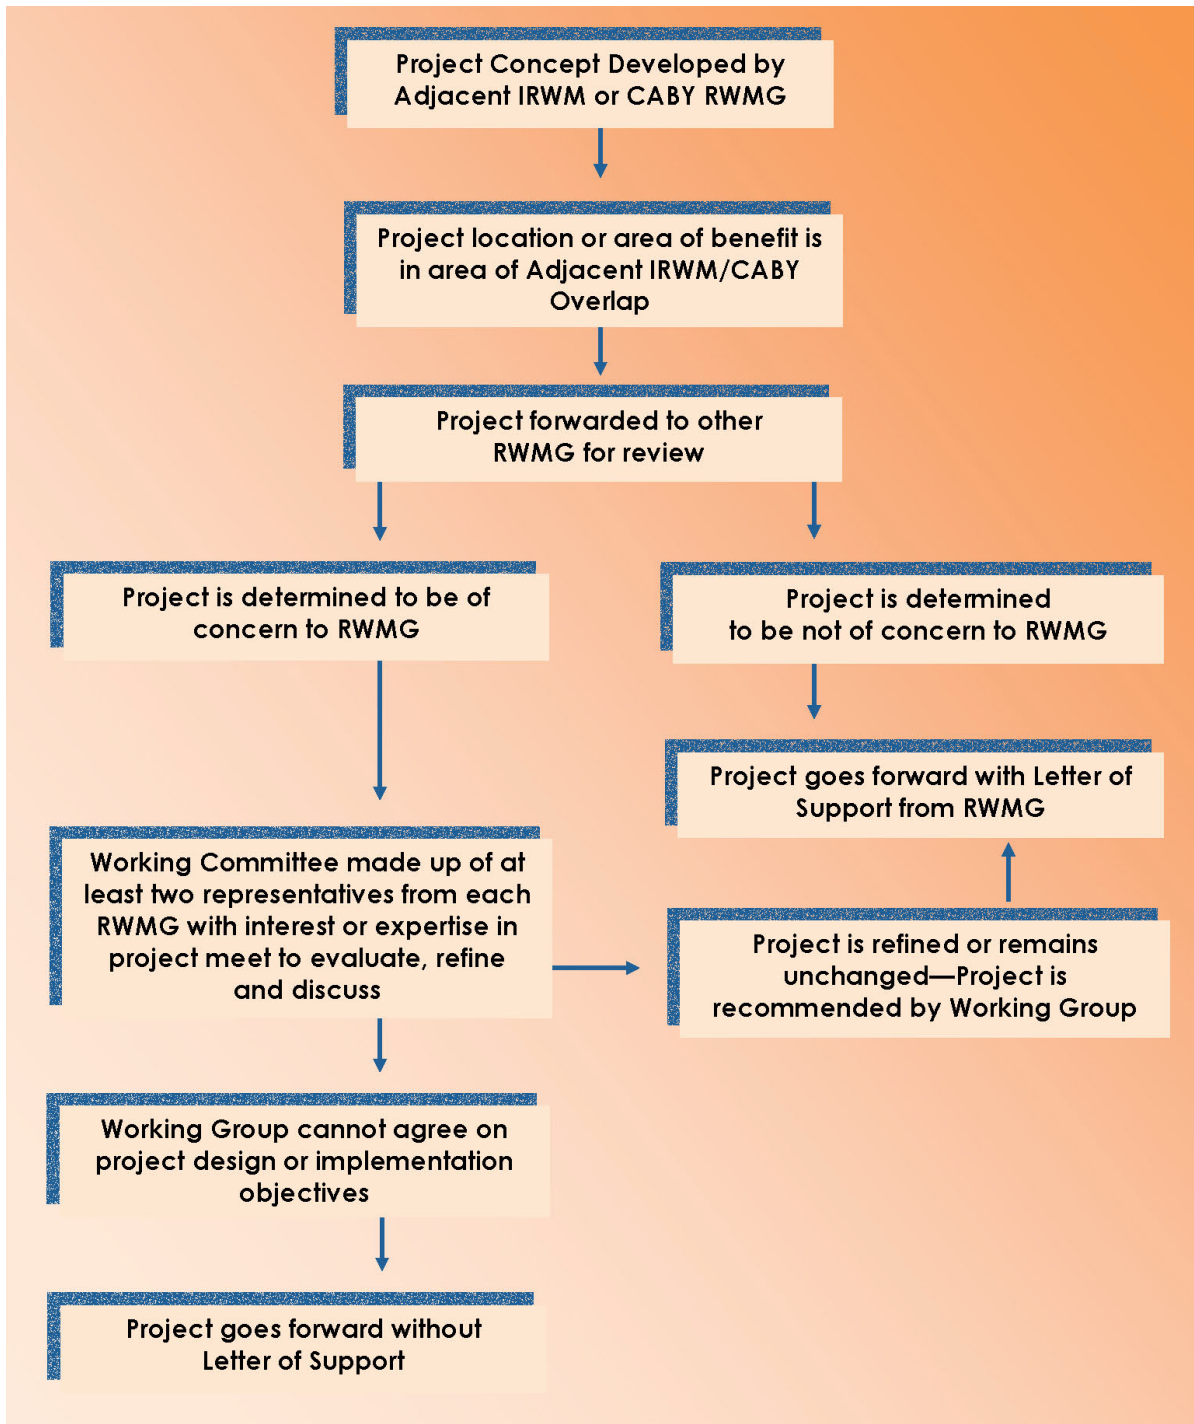 Project Concept Developed by
Adjacent IRWM or CABY RWMG
Project location or area of benefit is
in area of Adjacent IRWM/CABY
Overlap
Project forwarded to other
RWMG for review
Project is determined to be of
concern to RWMG
Project is determined
to be not of concern to RWMG
Project goes forward with Letter of
Support from RWMG
Working Committee made up of at
least two representatives from each
RWMG with interest or expertise in
project meet to evaluate, refine
and discuss
Project is refined or remains
unchanged—Project is
recommended by Working Group
Working Group cannot agree on
project design or implementation
objectives
Project goes forward without
Letter of Support